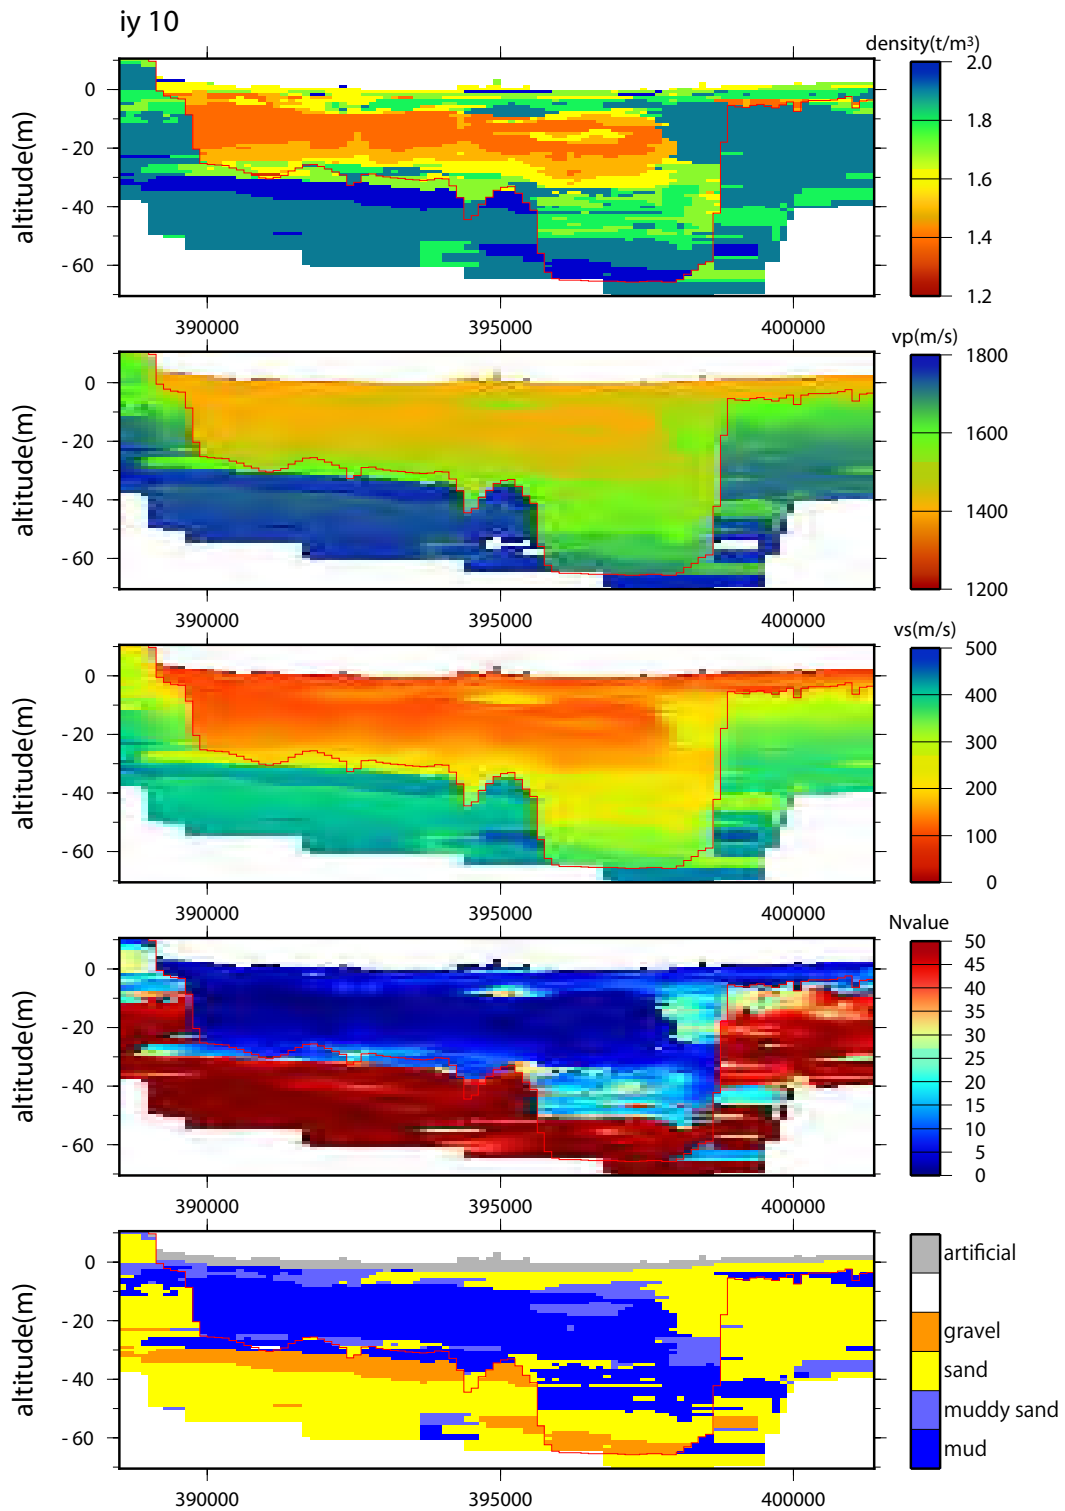 iy 10
density(t/m³)
altitude(m)
0
-20
-40
-60
2.0
1.8
1.6
1.4
1.2
390000 395000 400000
vp(m/s)
altitude(m)
0
-20
-40
-60
1800
1600
1400
1200
390000 395000 400000
vs(m/s)
altitude(m)
0
-20
-40
-60
500
400
300
200
100
0
390000 395000 400000
Nvalue
altitude(m)
0
-20
-40
-60
50
45
40
35
30
25
20
15
10
5
0
390000 395000 400000
altitude(m)
0
-20
-40
-60
artificial
gravel
sand
muddy sand
mud
390000 395000 400000